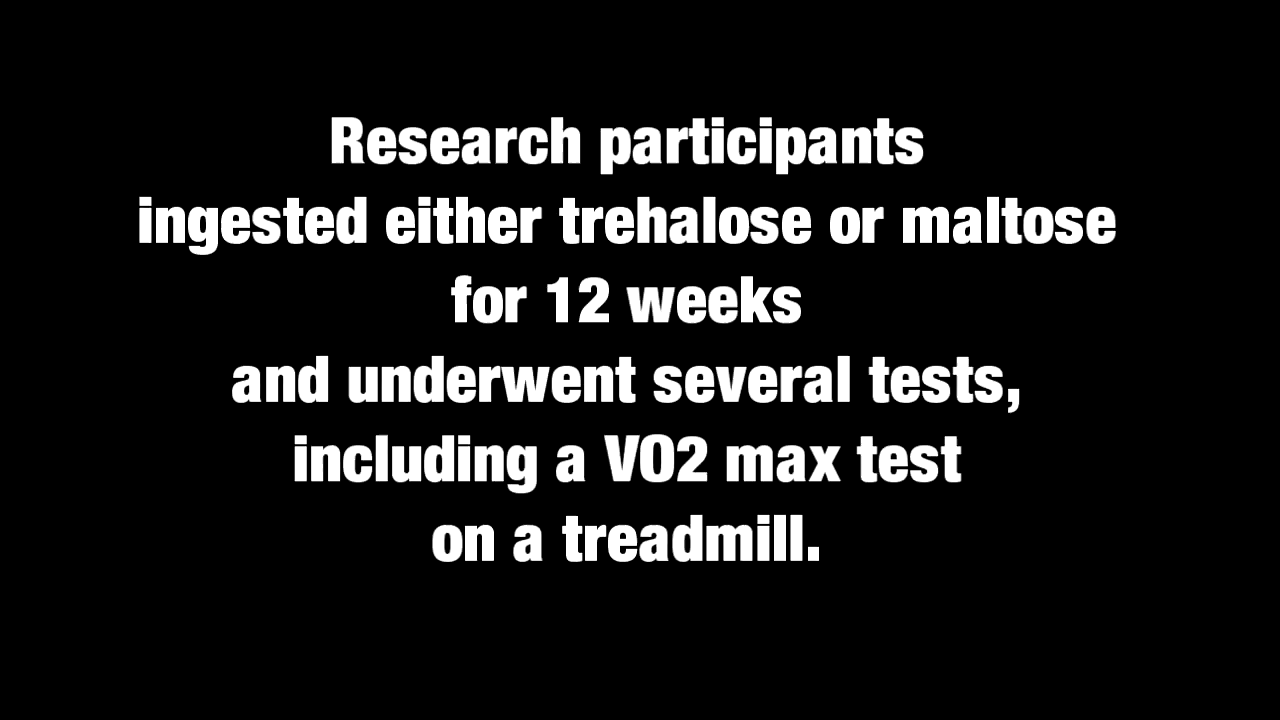 Research participants
ingested either trehalose or maltose
for 12 weeks
and underwent several tests,
including a VO2 max test
on a treadmill.